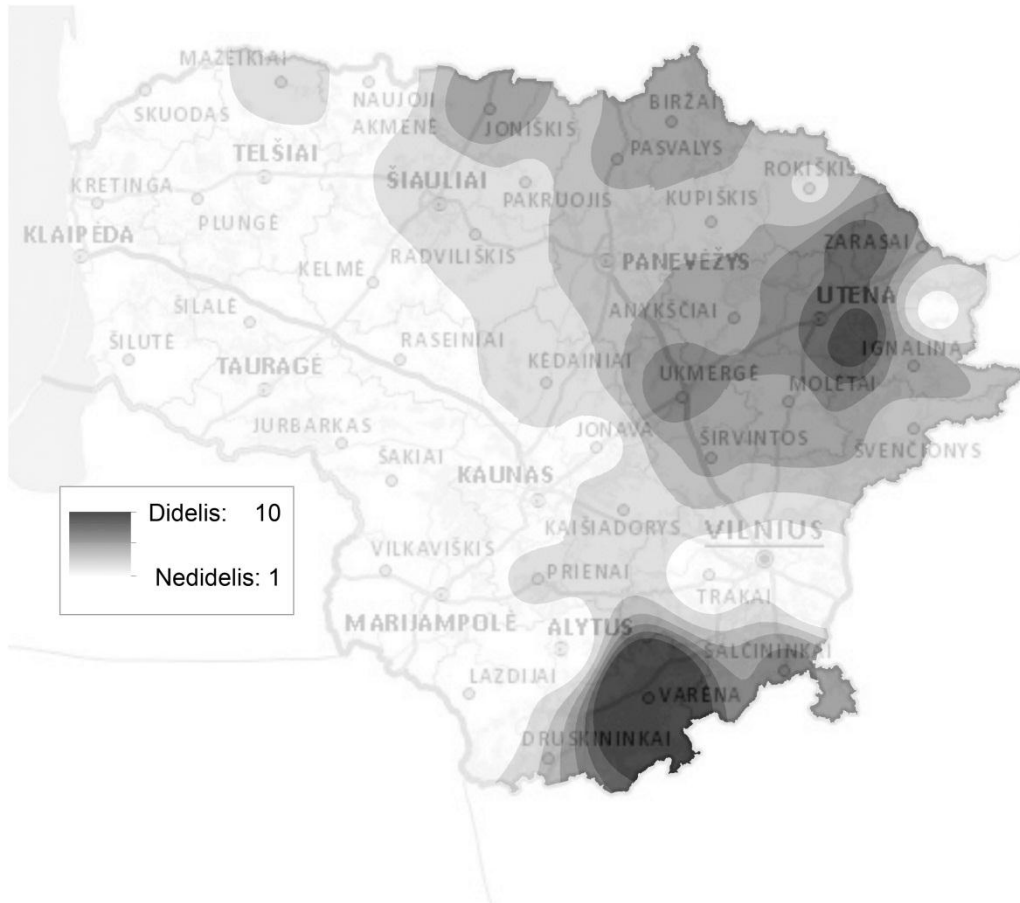 MAŽEIKIAI
SKUODAS
NAUJOJI
AKMENĖ
JONIŠKIS
BIRŽAI
PASVALYS
ROKIŠKIS
TELŠIAI
ŠIAULIAI
KRETINGA
PLUNGĖ
PAKRUOJIS
KUPIŠKIS
KLAIPĖDA
RADVILIŠKIS
ZARASAI
KELMĖ
PANEVĖŽYS
UTENA
ŠILALĖ
ANYKŠČIAI
ŠILUTĖ
RASEINIAI
KĖDAINIAI
IGNALINA
TAURAGĖ
UKMERGĖ
MOLĖTAI
JURBARKAS
JONAVA
ŠIRVINTOS
ŠVENČIONYS
ŠAKIAI
KAUNAS
Didelis: 10
Nedidelis: 1
KAIŠIADORYS
VILNIUS
VILKAVIŠKIS
PRIENAI
TRAKAI
MARIJAMPOLĖ
ALYTUS
ŠALČININKAI
LAZDIJAI
VARĖNA
DRUSKININKAI